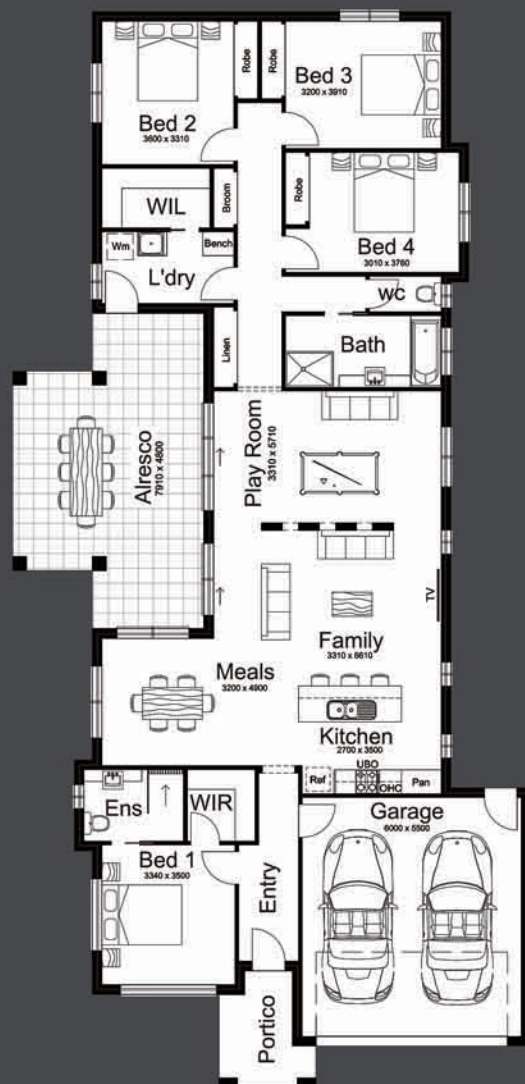 Robe
Robe
Bed 3
3200 x 3910
Bed 2
3600 x 3310
Robe
Broom
WIL
Bed 4
3010 x 3760
Wm
Bench
L'dry
WC
Bath
Linen
Alresco
7910 x 4800
Play Room
3310 x 5710
TV
Family
3310 x 6610
Meals
3200 x 4900
Kitchen
2700 x 3500
UBO
Ref
OHC
Pan
Ens
WIR
Garage
6000 x 5500
Bed 1
3340 x 3500
Entry
Portico